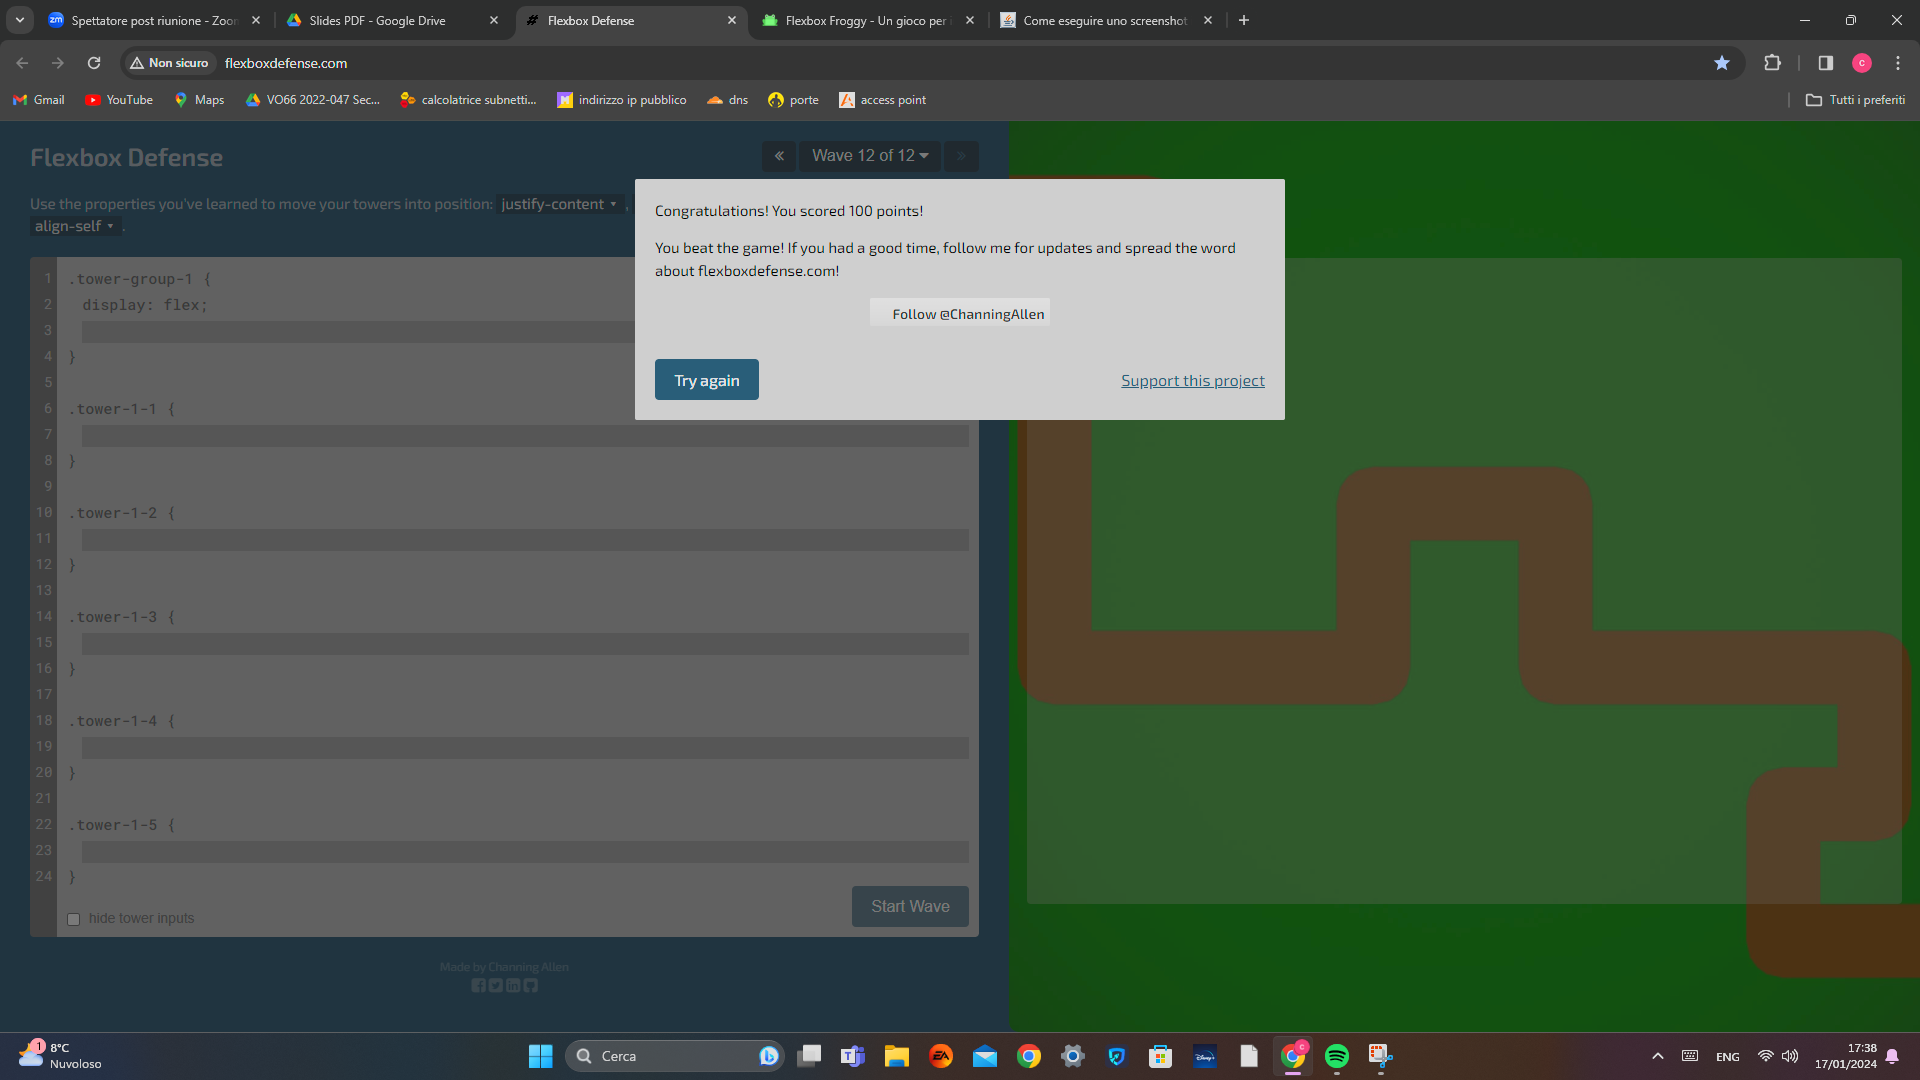 Spettatore post riunione - Zoom
Slides PDF - Google Drive
Flexbox Defense
Flexbox Froggy - Un gioco per i
Come eseguire uno screenshot
Non sicuro
flexboxdefense.com
Gmail
YouTube
Maps
VO66 2022-047 Sec...
calcolatrice subnetti...
indirizzo ip pubblico
dns
porte
access point
Tutti i preferiti
Flexbox Defense
« Wave 12 of 12 »
Use the properties you've learned to move your towers into position: justify-content ,
align-self .
Congratulations! You scored 100 points!
You beat the game! If you had a good time, follow me for updates and spread the word
about flexboxdefense.com!
Follow @ChanningAllen
Try again
Support this project
1 .tower-group-1 {
2 display: flex;
3
4 }
5
6 .tower-1-1 {
7
8 }
9
10 .tower-1-2 {
11
12 }
13
14 .tower-1-3 {
15
16 }
17
18 .tower-1-4 {
19
20 }
21
22 .tower-1-5 {
23
24 }
hide tower inputs
Start Wave
Made by Channing Allen
1
8°C
Nuvoloso
Cerca
ENG
17:38
17/01/2024